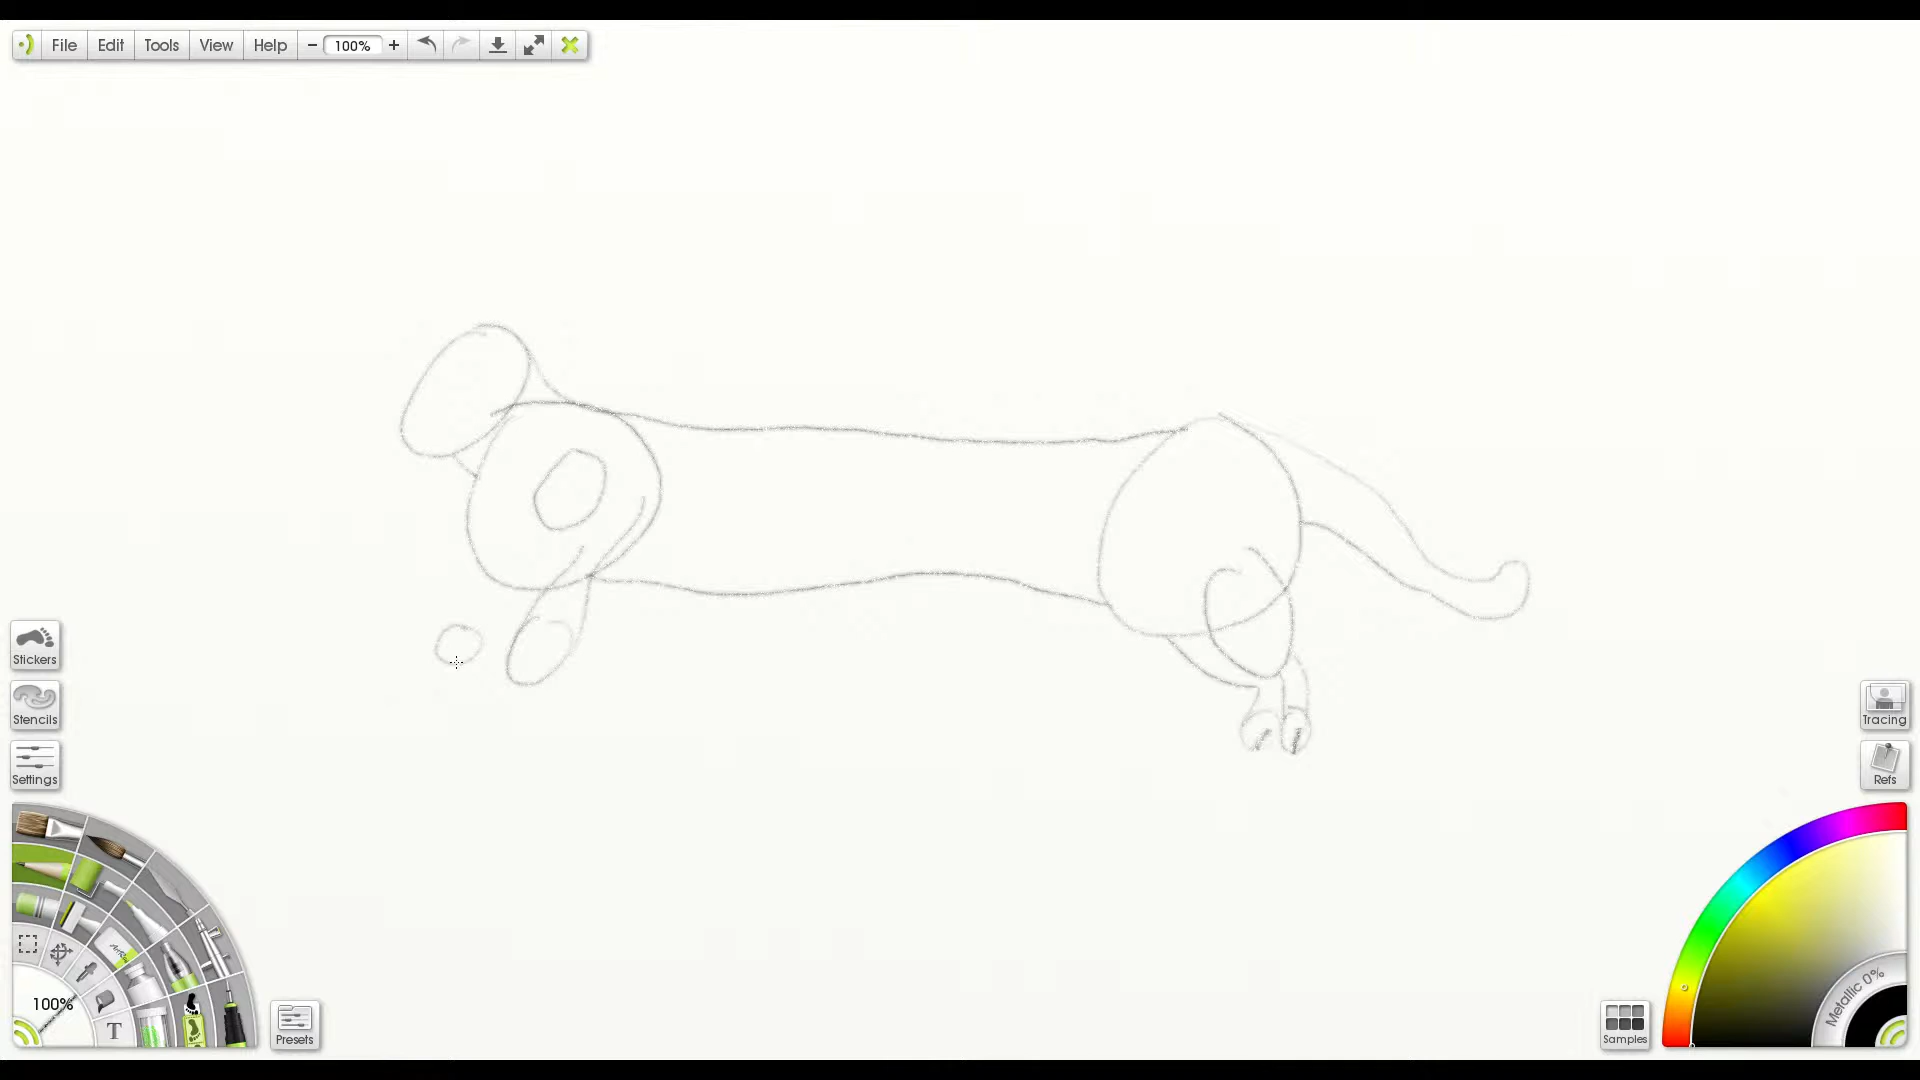 File Edit Tools View Help − 100% +
Stickers
Stencils
Settings
100%
T
Presets
Tracing
Refs
Metallic 0%
Samples